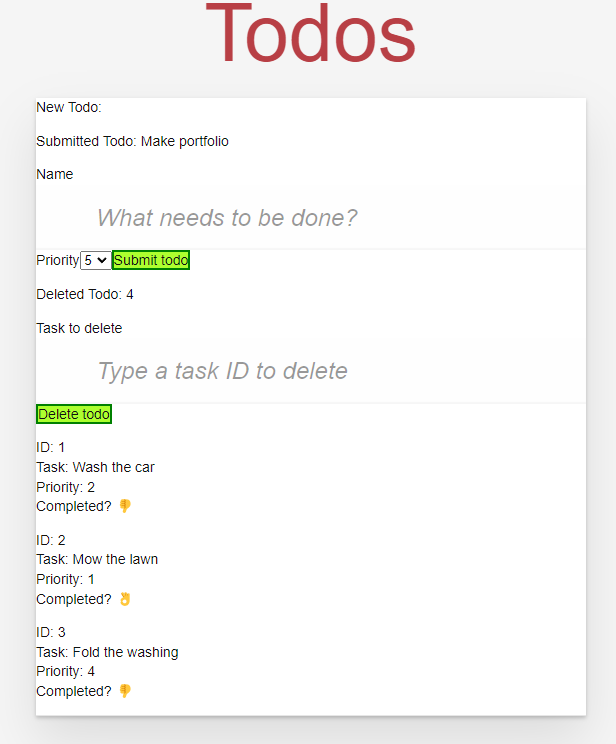 Todos
New Todo:
Submitted Todo: Make portfolio
Name
What needs to be done?
Priority 5 Submit todo
Deleted Todo: 4
Task to delete
Type a task ID to delete
Delete todo
ID: 1
Task: Wash the car
Priority: 2
Completed? 👎
ID: 2
Task: Mow the lawn
Priority: 1
Completed? 👌
ID: 3
Task: Fold the washing
Priority: 4
Completed? 👎